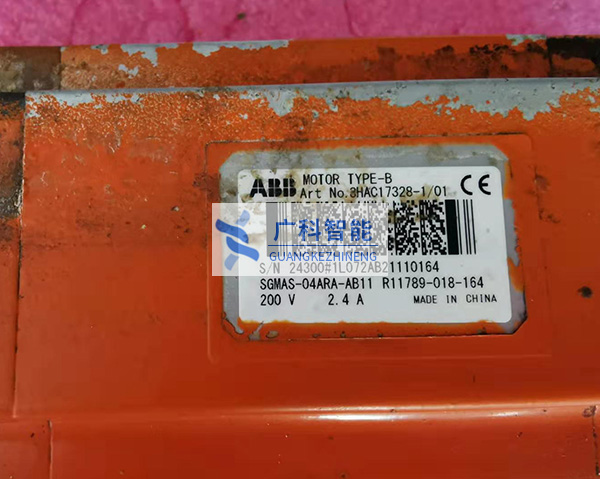 ABB MOTOR TYPE-B
Art No.3HAC17328-1/01 CE
广科智能
GUANGKEZHINENG
S/N 24300#1L072AB21110164
SGMAS-04ARA-AB11 R11789-018-164
200 V 2.4 A MADE IN CHINA